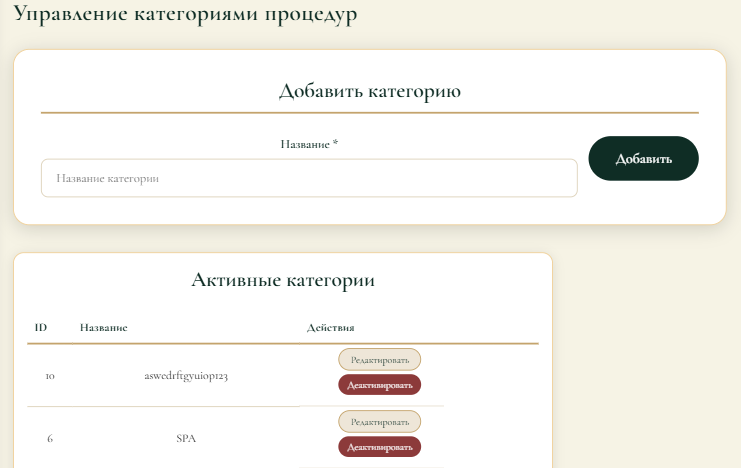 Управление категориями процедур
Добавить категорию
Название *
Название категории
Добавить
Активные категории
ID Название Действия
10 aswedrftgyuiop123 Редактировать
Деактивировать
6 SPA Редактировать
Деактивировать